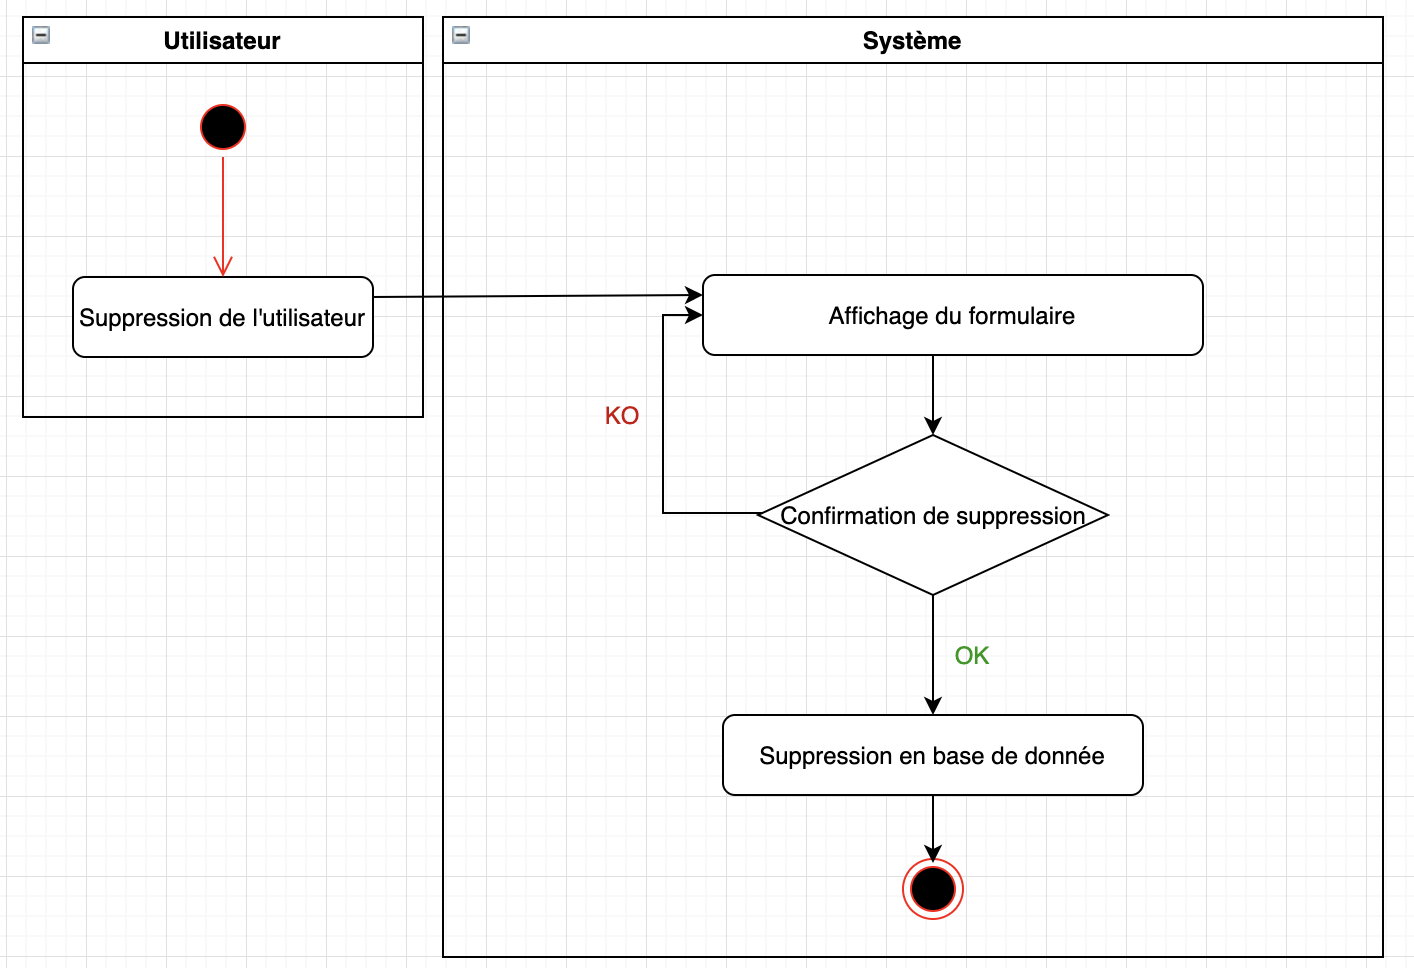 Utilisateur
Système
Suppression de l'utilisateur
Affichage du formulaire
KO
Confirmation de suppression
OK
Suppression en base de donnée